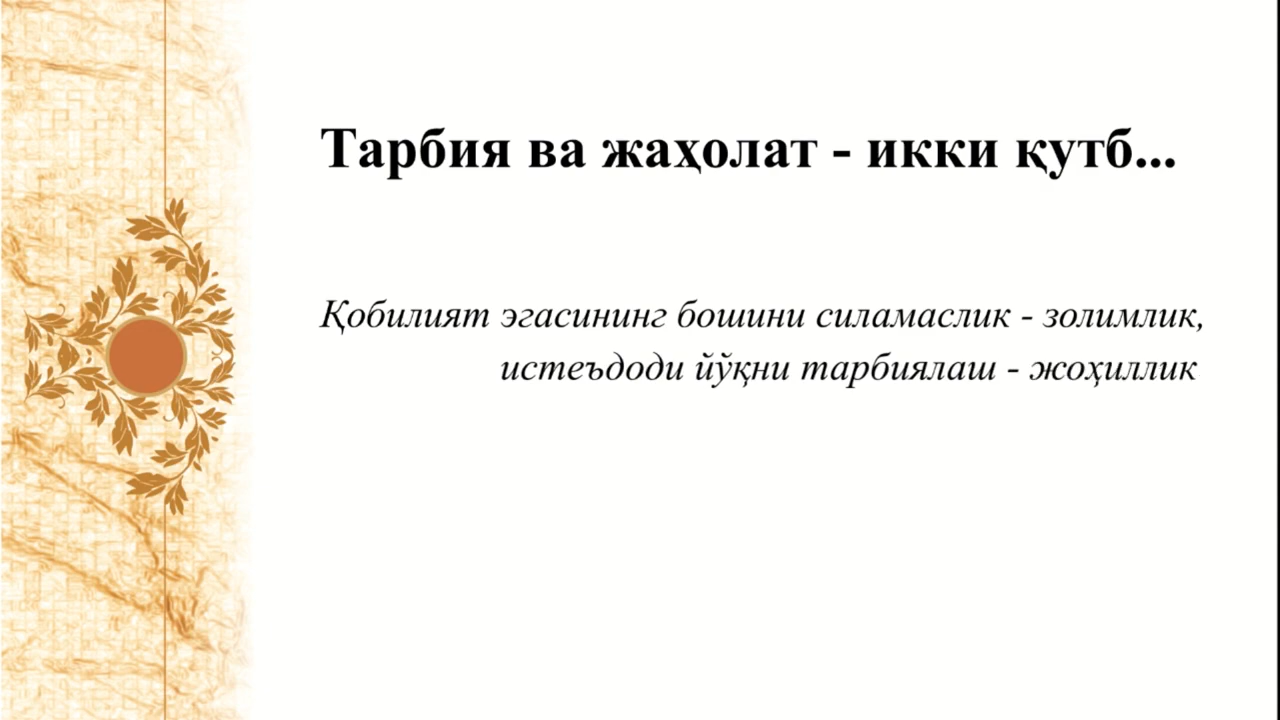 Тарбия ва жаҳолат - икки қутб...
Қобилият эгасининг бошини силамаслик - золимлик,
истеъдоди йўқни тарбиялаш - жоҳиллик